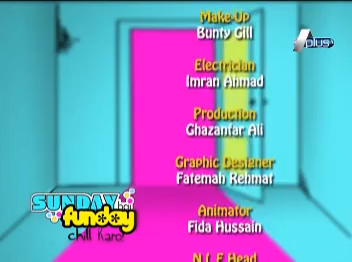 Make-Up
Bunty Gill
plus
Electrician
Imran Ahmad
Production
Ghazanfar Ali
Graphic Designer
Fatemah Rehmat
SUNDAY hai
funday
chill Karo!
Animator
Fida Hussain
N L E Head